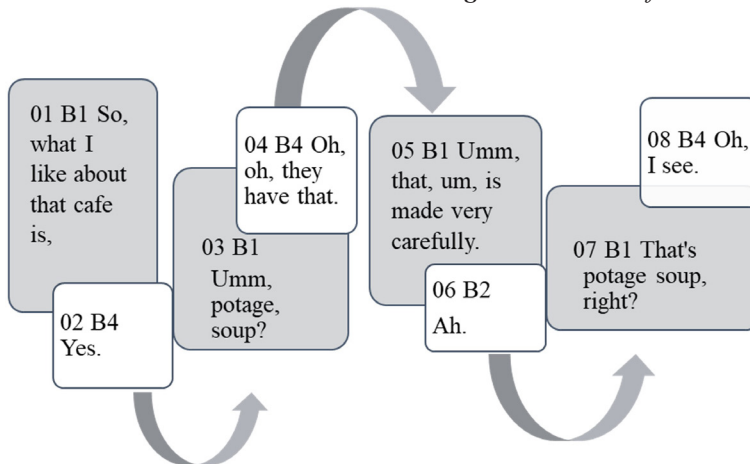 01 B1 So,
what I
like about
that cafe
is,
02 B4
Yes.
03 B1
Umm,
potage,
soup?
04 B4 Oh,
oh, they
have that.
05 B1 Umm,
that, um, is
made very
carefully.
06 B2
Ah.
07 B1 That's
potage soup,
right?
08 B4 Oh,
I see.